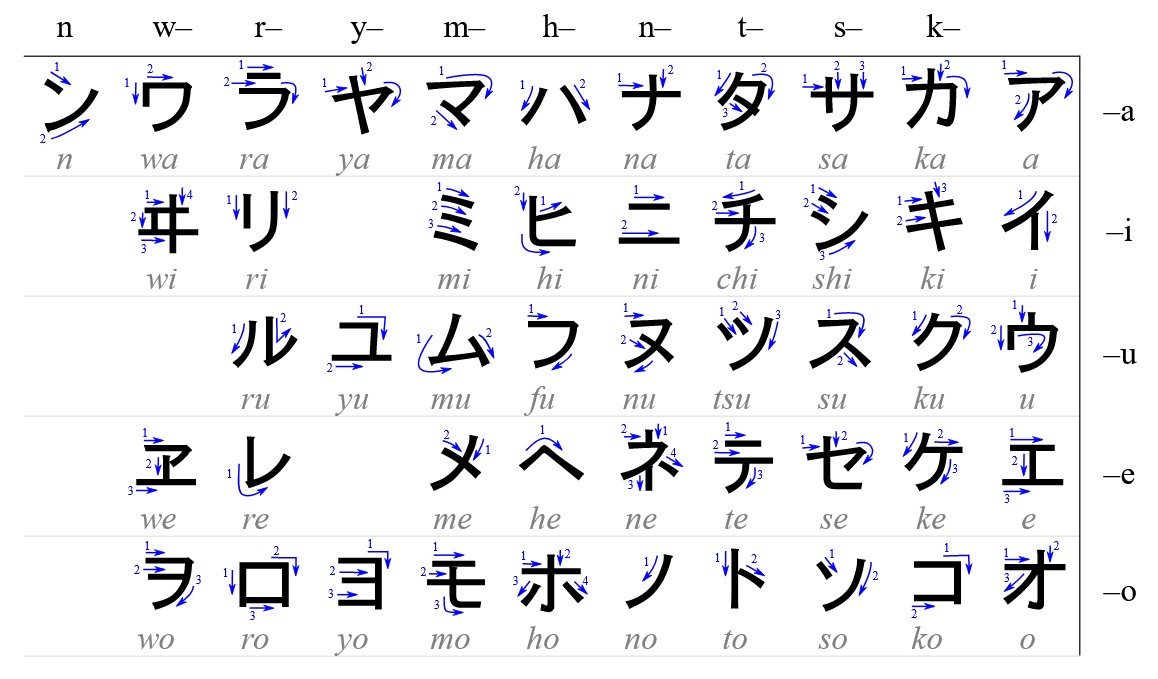 n w– r– y– m– h– n– t– s– k–
ン ワ ラ ヤ マ ハ ナ タ サ カ ア –a
n wa ra ya ma ha na ta sa ka a
ヰ リ ミ ヒ ニ チ シ キ イ –i
wi ri mi hi ni chi shi ki i
ル ユ ム フ ヌ ツ ス ク ウ –u
ru yu mu fu nu tsu su ku u
ヱ レ メ ヘ ネ テ セ ケ エ –e
we re me he ne te se ke e
ヲ ロ ヨ モ ホ ノ ト ソ コ オ –o
wo ro yo mo ho no to so ko o